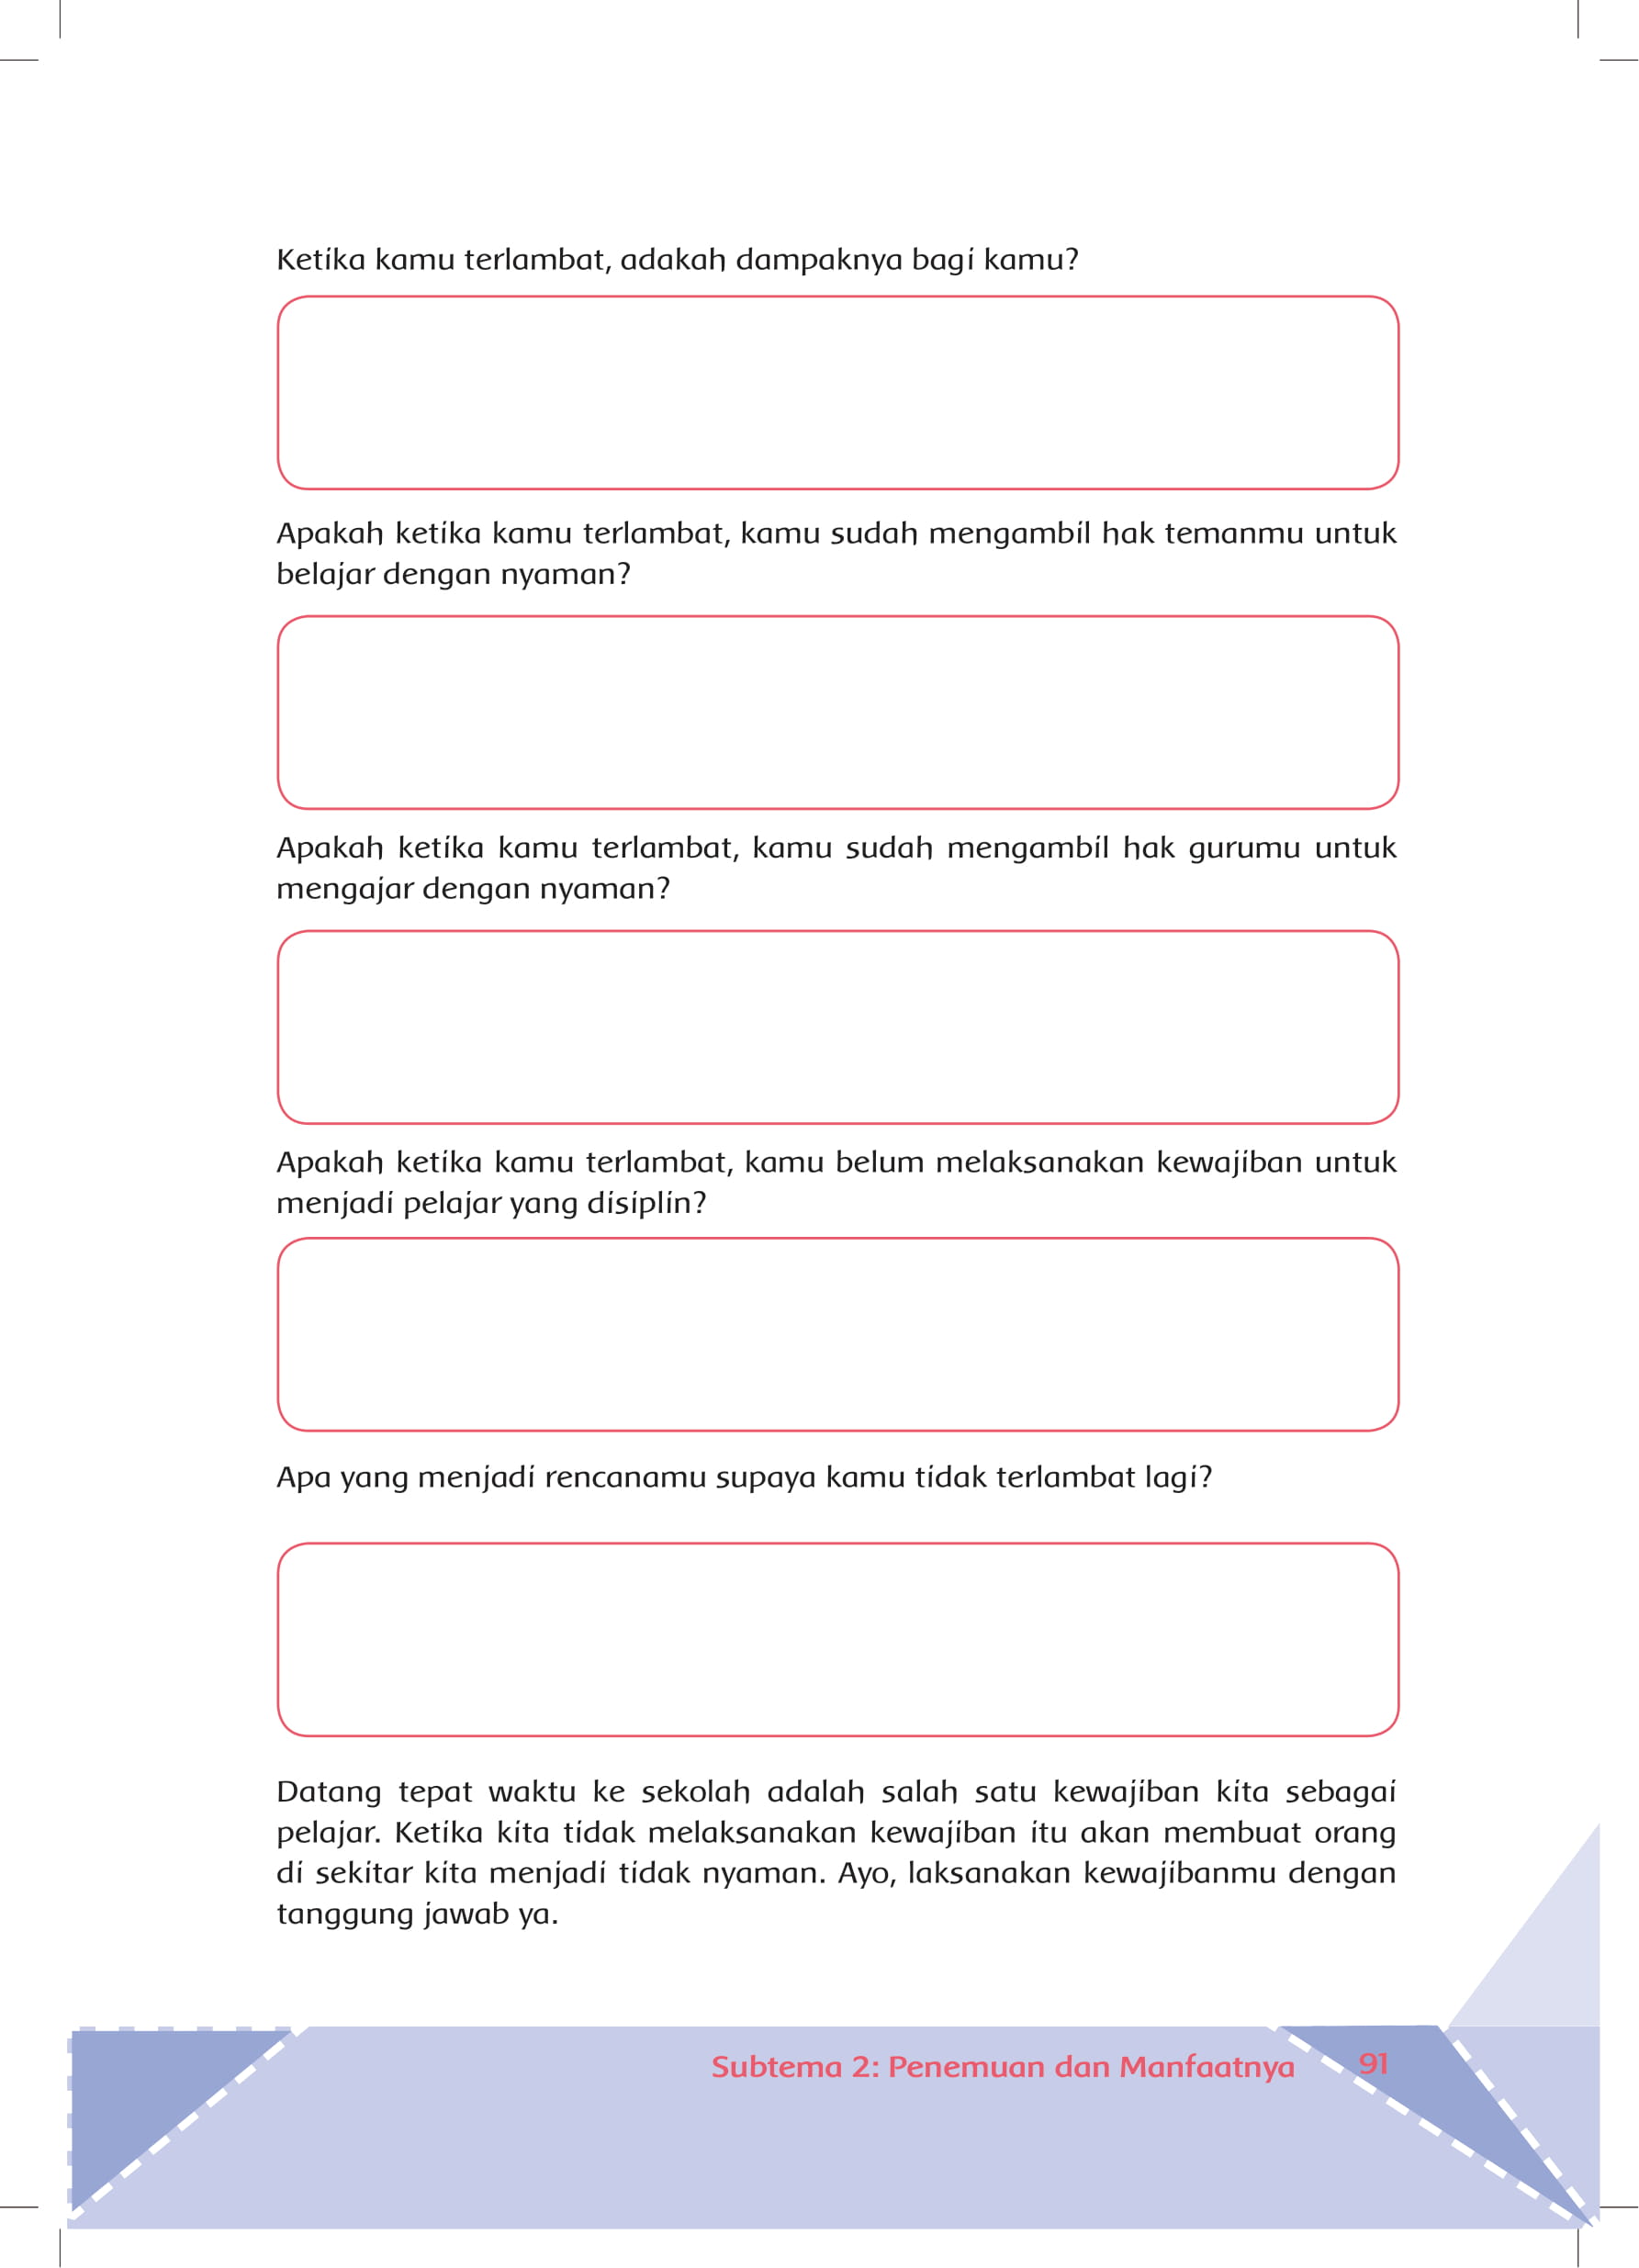 Ketika kamu terlambat, adakah dampaknya bagi kamu?
Apakah ketika kamu terlambat, kamu sudah mengambil hak temanmu untuk
belajar dengan nyaman?
Apakah ketika kamu terlambat, kamu sudah mengambil hak gurumu untuk
mengajar dengan nyaman?
Apakah ketika kamu terlambat, kamu belum melaksanakan kewajiban untuk
menjadi pelajar yang disiplin?
Apa yang menjadi rencanamu supaya kamu tidak terlambat lagi?
Datang tepat waktu ke sekolah adalah salah satu kewajiban kita sebagai
pelajar. Ketika kita tidak melaksanakan kewajiban itu akan membuat orang
di sekitar kita menjadi tidak nyaman. Ayo, laksanakan kewajibanmu dengan
tanggung jawab ya.
Subtema 2: Penemuan dan Manfaatnya 91